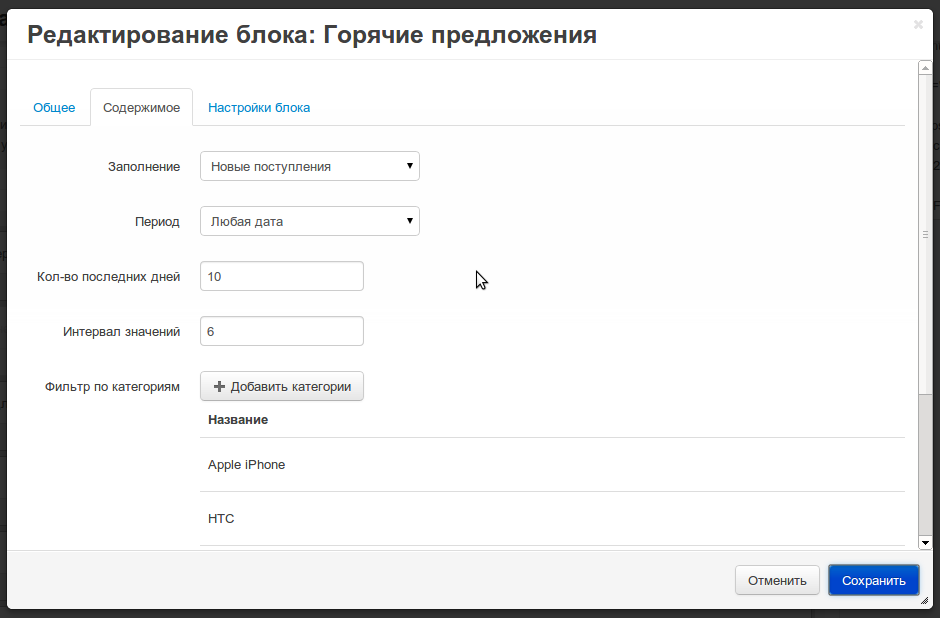 Редактирование блока: Горячие предложения
×
Общее
Содержимое
Настройки блока
Заполнение
Новые поступления
Период
Любая дата
Кол-во последних дней
10
Интервал значений
6
Фильтр по категориям
Добавить категории
Название
Apple iPhone
HTC
Отменить
Сохранить